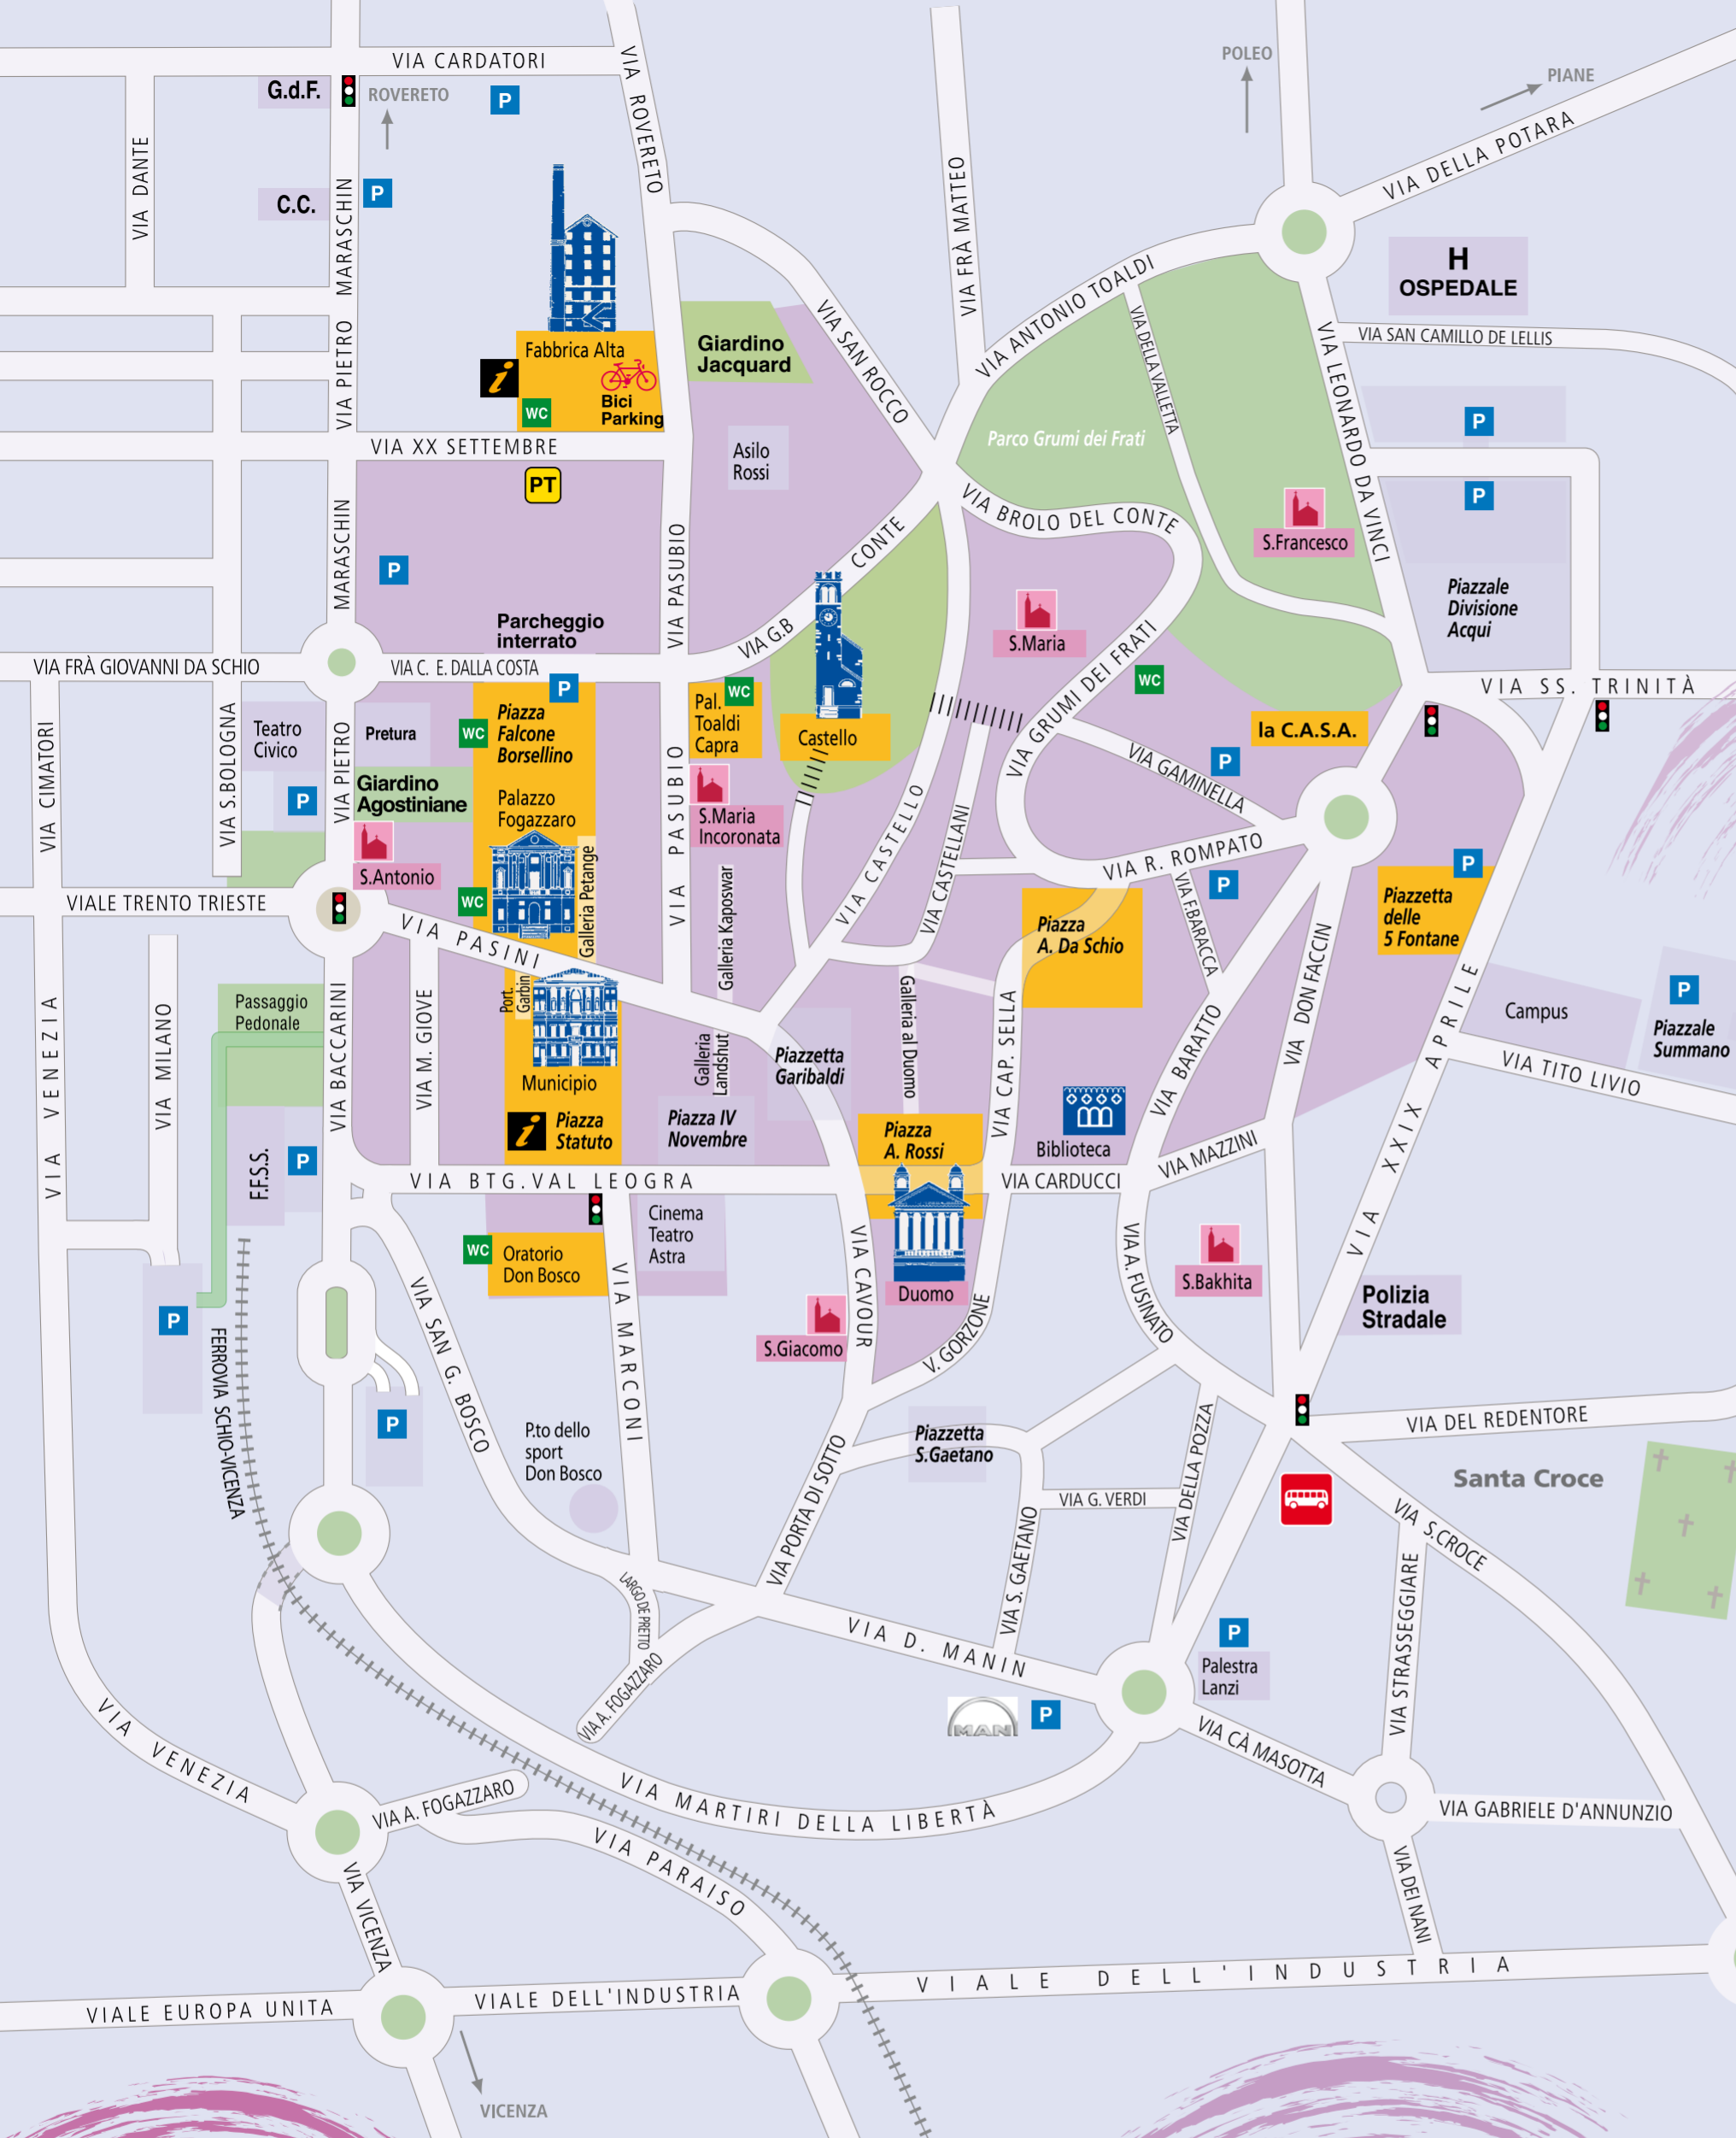 VIA CARDATORI
VIA ROVERETO
POLEO
PIANE
G.d.F.
ROVERETO
P
VIA DELLA POTARA
VIA DANTE
VIA PIETRO MARASCHIN
VIA FRÀ MATTEO
C.C.
P
VIA ANTONIO TOALDI
H
OSPEDALE
VIA SAN ROCCO
VIA DELLA VALLETTA
VIA LEONARDO DA VINCI
VIA SAN CAMILLO DE LELLIS
Giardino
Jacquard
Fabbrica Alta
i
Bici
Parking
WC
P
Parco Grumi dei Frati
VIA XX SETTEMBRE
Asilo
Rossi
PT
P
VIA BROLO DEL CONTE
S.Francesco
MARASCHIN
VIA PASUBIO
VIA G.B CONTE
P
Piazzale
Divisione
Acqui
Parcheggio
interrato
S.Maria
VIA FRÀ GIOVANNI DA SCHIO
VIA C. E. DALLA COSTA
VIA GRUMI DEI FRATI
WC
VIA SS. TRINITÀ
P
WC
Pal.
Toaldi
Capra
Piazza
Falcone
Borsellino
Teatro
Civico
Pretura
WC
Castello
la C.A.S.A.
VIA CIMATORI
VIA S.BOLOGNA
VIA PIETRO
VIA PASUBIO
VIA GAMINELLA
P
Giardino
Agostiniane
P
Palazzo
Fogazzaro
S.Maria
Incoronata
VIA CASTELLO
VIA CASTELLANI
VIA R. ROMPATO
S.Antonio
Galleria Petange
Galleria Kaposwar
VIA F.BARACCA
P
P
WC
VIALE TRENTO TRIESTE
VIA PASINI
Piazza
A. Da Schio
Piazzetta
delle
5 Fontane
VIA DON FACCIN
VIA VENEZIA
VIA MILANO
Passaggio
Pedonale
VIA BACCARINI
VIA M. GIOVE
Port.
Garbin
Galleria
Landshut
Piazzetta
Garibaldi
Galleria al Duomo
VIA CAP. SELLA
VIA BARATTO
VIA XXIX APRILE
Campus
P
Piazzale
Summano
VIA TITO LIVIO
Municipio
i
Piazza
Statuto
Piazza IV
Novembre
Piazza
A. Rossi
Biblioteca
VIA MAZZINI
F.F.S.S.
P
VIA BTG.VAL LEOGRA
VIA CARDUCCI
Cinema
Teatro
Astra
WC
Oratorio
Don Bosco
VIA CAVOUR
VIA A. FUSINATO
S.Bakhita
Duomo
P
Polizia
Stradale
VIA SAN G. BOSCO
VIA MARCONI
S.Giacomo
V. GORZONE
FERROVIA SCHIO-VICENZA
P
P.to dello
sport
Don Bosco
Piazzetta
S.Gaetano
VIA DELLA POZZA
VIA DEL REDENTORE
VIA PORTA DI SOTTO
VIA G. VERDI
Santa Croce
VIA S.CROCE
VIA S. GAETANO
LARGO DE PRETTO
VIA D. MANIN
P
Palestra
Lanzi
VIA STRASSEGGIARE
VIA A. FOGAZZARO
MAN
P
VIA CÀ MASOTTA
VIA VENEZIA
VIA A. FOGAZZARO
VIA MARTIRI DELLA LIBERTÀ
VIA GABRIELE D'ANNUNZIO
VIA PARAISO
VIA VICENZA
VIA DEI NANI
VIALE EUROPA UNITA
VIALE DELL'INDUSTRIA
VIALE DELL'INDUSTRIA
VICENZA